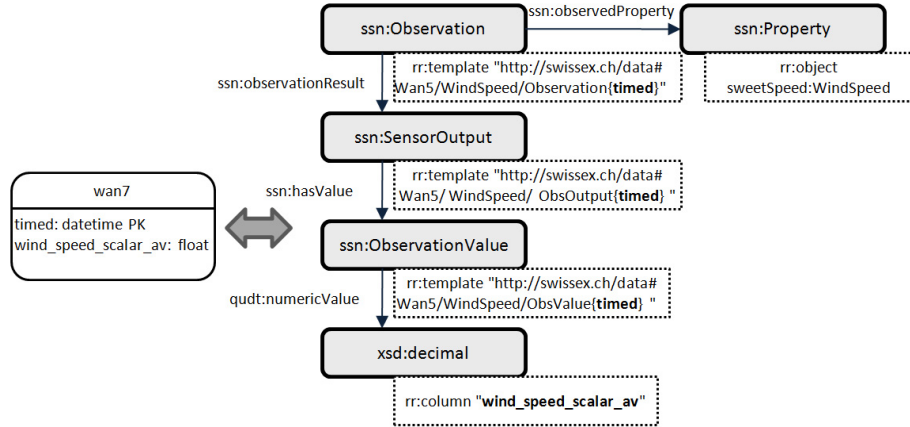 ssn:observedProperty
ssn:Observation
ssn:Property
rr:template "http://swissex.ch/data#
Wan5/WindSpeed/Observation{timed}"
rr:object
sweetSpeed:WindSpeed
ssn:observationResult
ssn:SensorOutput
rr:template "http://swissex.ch/data#
Wan5/ WindSpeed/ ObsOutput{timed} "
ssn:hasValue
wan7
timed: datetime PK
wind_speed_scalar_av: float
ssn:ObservationValue
rr:template "http://swissex.ch/data#
Wan5/WindSpeed/ObsValue{timed} "
qudt:numericValue
xsd:decimal
rr:column "wind_speed_scalar_av"